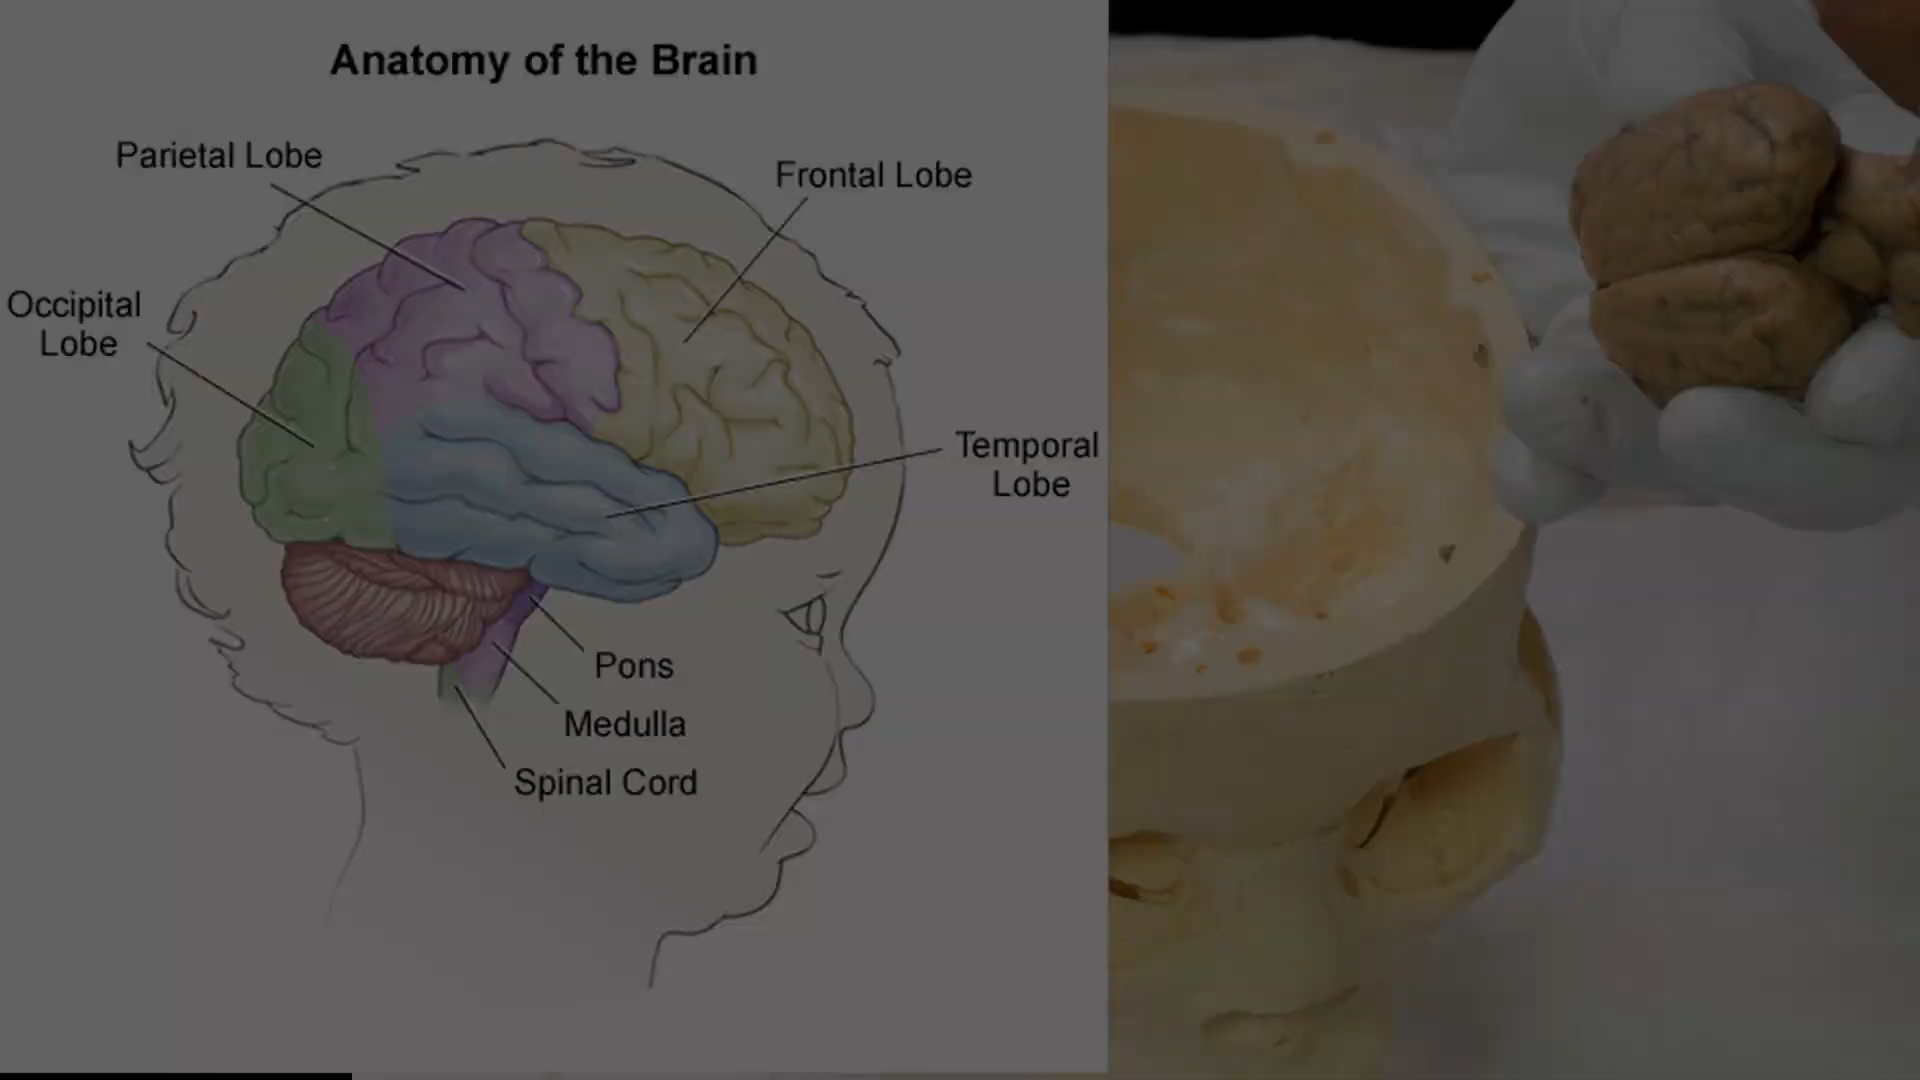 Anatomy of the Brain
Parietal Lobe
Frontal Lobe
Occipital
Lobe
Temporal
Lobe
Pons
Medulla
Spinal Cord